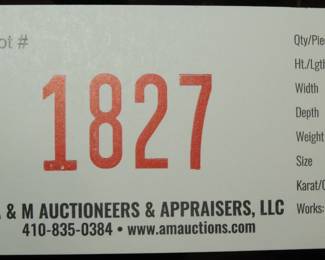 ot #
1827
& M AUCTIONEERS & APPRAISERS, LLC
410-835-0384 • www.amauctions.com
Qty/Pie
Ht./Lgth
Width
Depth
Weight
Size
Karat/
Works: